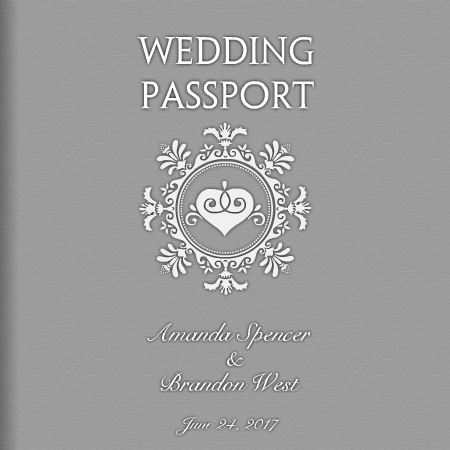 WEDDING
PASSPORT
Amanda Spencer
&
Brandon West
June 24, 2017